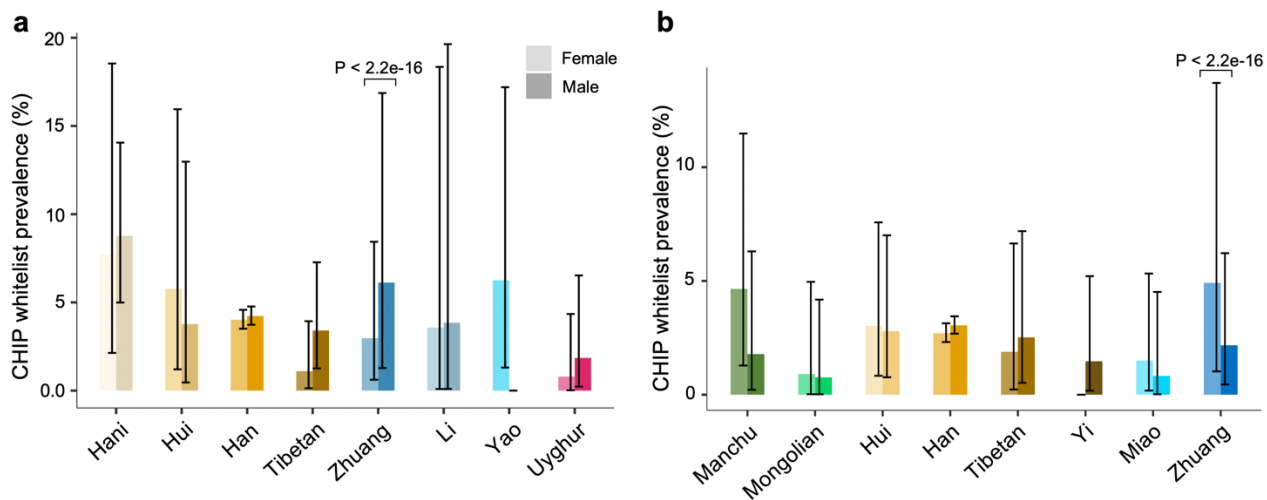 a
CHIP whitelist prevalence (%)
20
15
10
5
0.0
P < 2.2e-16
Female
Male
Hani
Hui
Han
Tibetan
Zhuang
Li
Yao
Uyghur
b
CHIP whitelist prevalence (%)
10
5
0
P < 2.2e-16
Manchu
Mongolian
Hui
Han
Tibetan
Yi
Miao
Zhuang